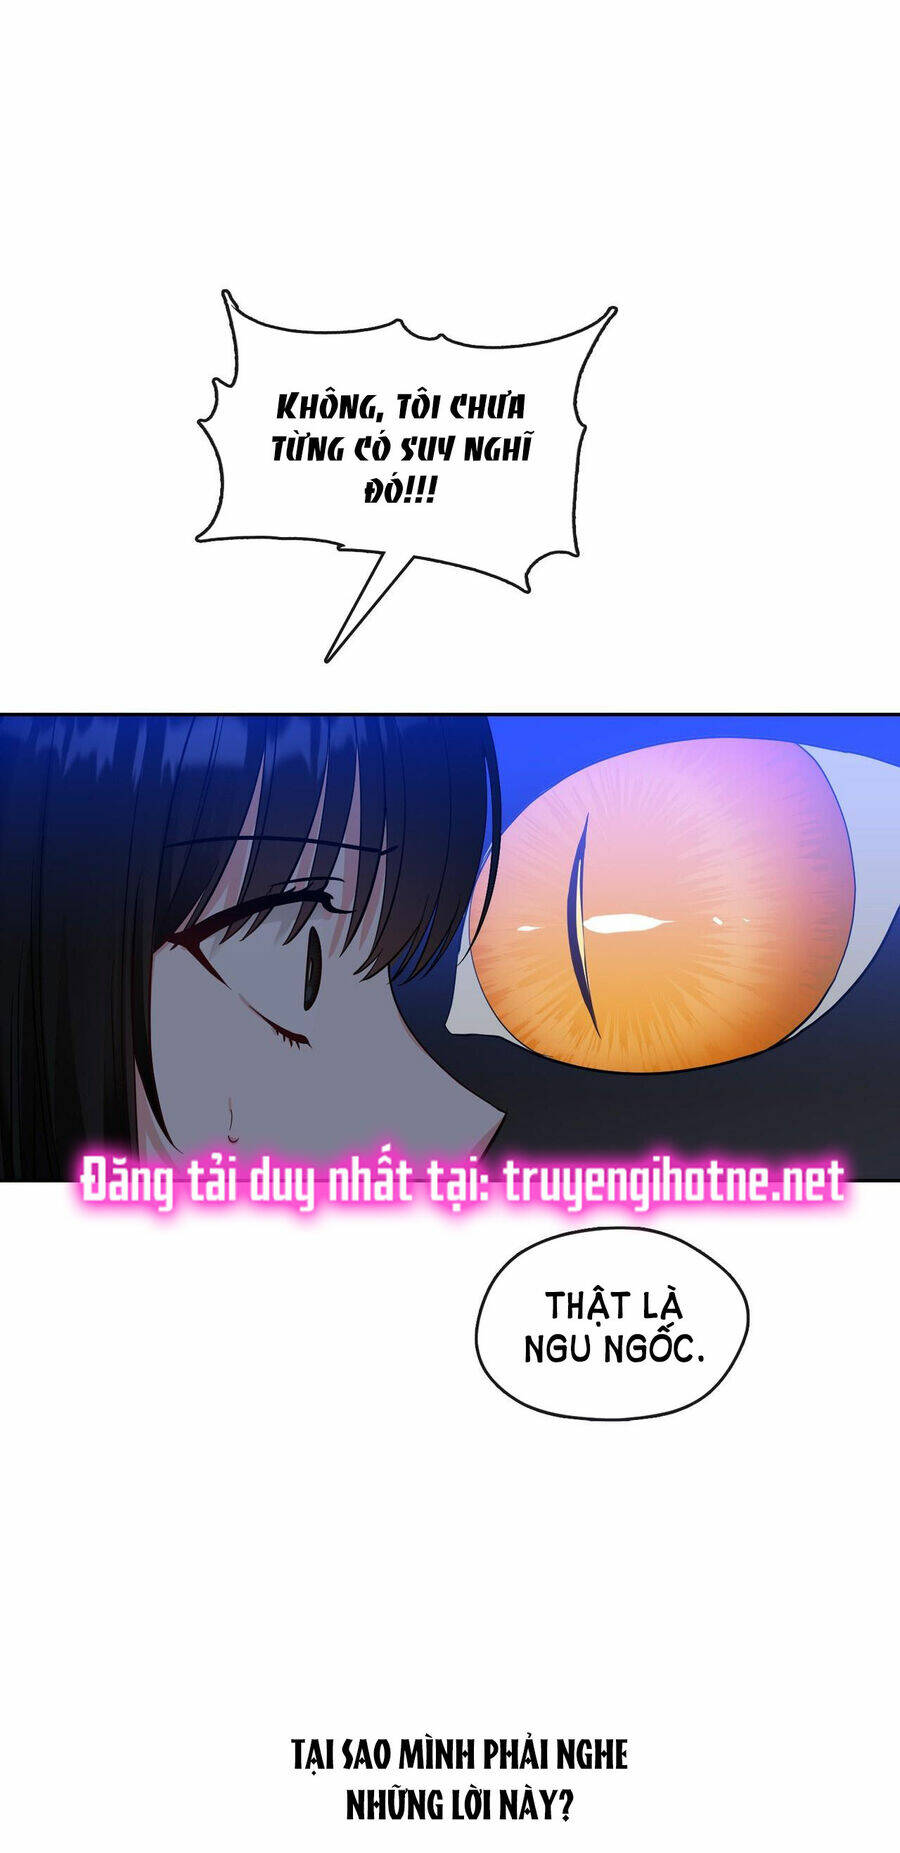 KHÔNG, TÔI CHƯA
TỪNG CÓ SUY NGHĨ
ĐÓ!!!
Đăng tải duy nhất tại: truyengihotne.net
THẬT LÀ
NGU NGỐC.
TẠI SAO MÌNH PHẢI NGHE
NHỮNG LỜI NÀY?